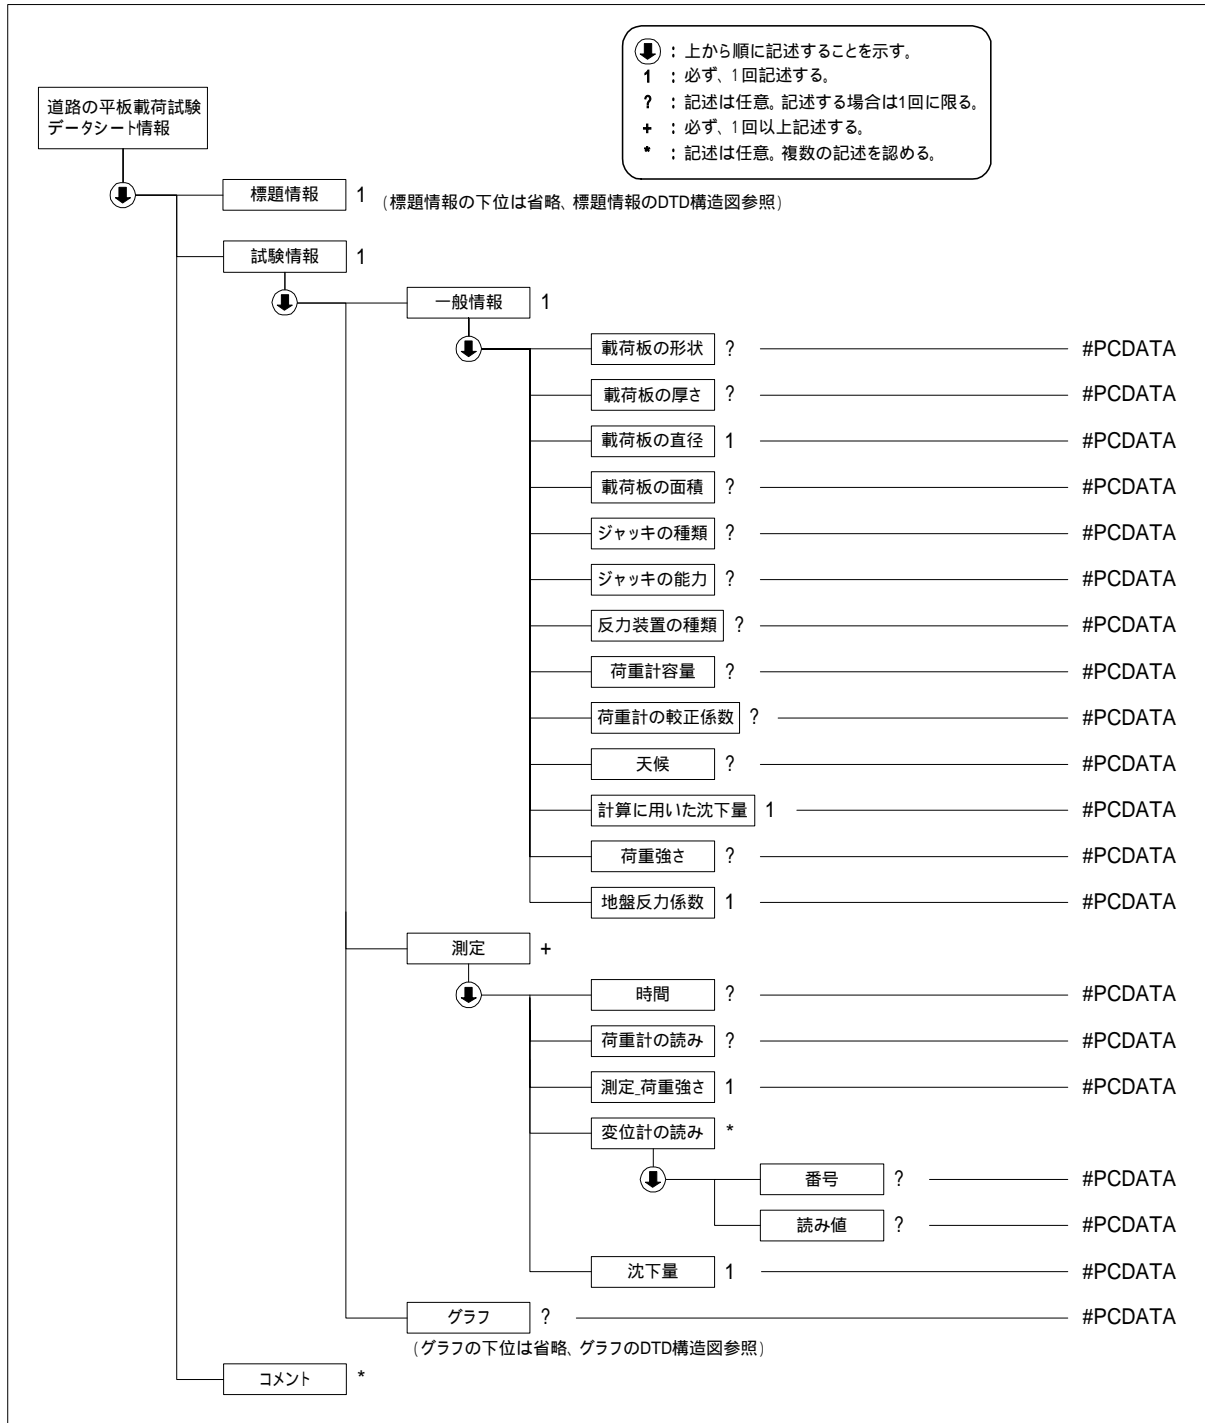 : 上から順に記述することを示す。
1 : 必ず、1回記述する。
? : 記述は任意。記述する場合は1回に限る。
+ : 必ず、1回以上記述する。
* : 記述は任意。複数の記述を認める。
道路の平板載荷試験
データシート情報
標題情報 1 (標題情報の下位は省略、標題情報のDTD構造図参照)
試験情報 1
一般情報 1
載荷板の形状 ? #PCDATA
載荷板の厚さ ? #PCDATA
載荷板の直径 1 #PCDATA
載荷板の面積 ? #PCDATA
ジャッキの種類 ? #PCDATA
ジャッキの能力 ? #PCDATA
反力装置の種類 ? #PCDATA
荷重計容量 ? #PCDATA
荷重計の較正係数 ? #PCDATA
天候 ? #PCDATA
計算に用いた沈下量 1 #PCDATA
荷重強さ ? #PCDATA
地盤反力係数 1 #PCDATA
測定 +
時間 ? #PCDATA
荷重計の読み ? #PCDATA
測定_荷重強さ 1 #PCDATA
変位計の読み *
番号 ? #PCDATA
読み値 ? #PCDATA
沈下量 1 #PCDATA
グラフ ? #PCDATA
(グラフの下位は省略、グラフのDTD構造図参照)
コメント *